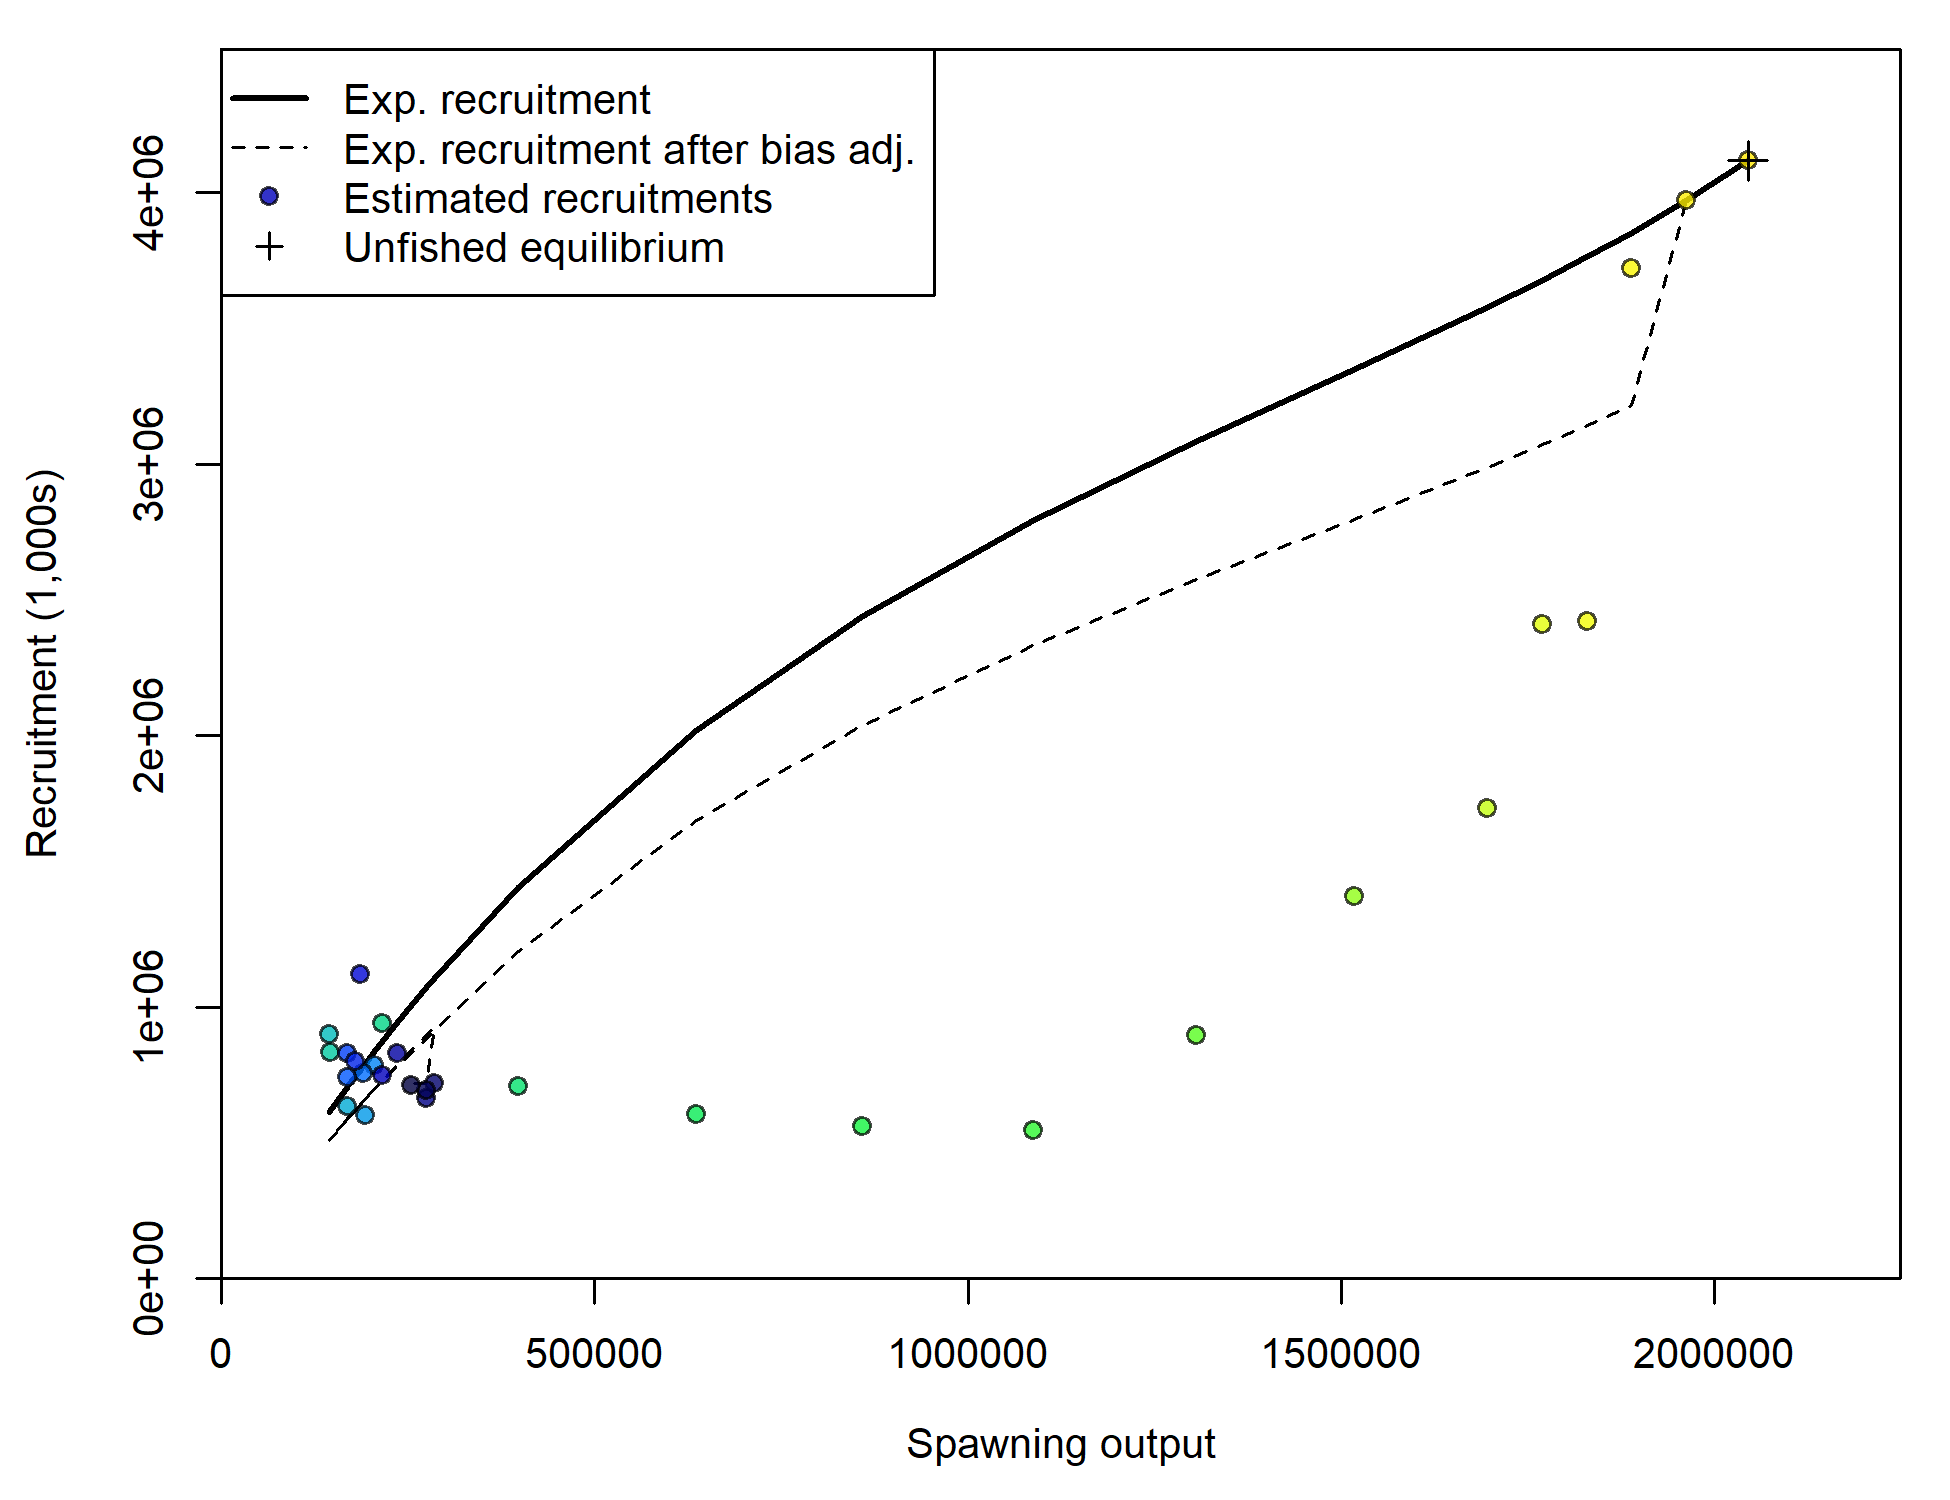 Exp. recruitment
Exp. recruitment after bias adj.
Estimated recruitments
Unfished equilibrium
Recruitment (1,000s)
4e+06
3e+06
2e+06
1e+06
0e+00
0 500000 1000000 1500000 2000000
Spawning output